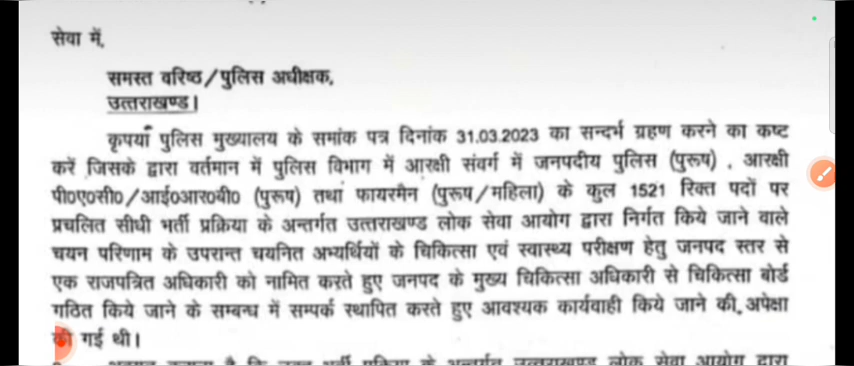 सेवा में,
समस्त वरिष्ठ/पुलिस अधीक्षक,
उत्तराखण्ड।
कृपया पुलिस मुख्यालय के समांक पत्र दिनांक 31.03.2023 का सन्दर्भ ग्रहण करने का कष्ट
करें जिसके द्वारा वर्तमान में पुलिस विभाग में आरक्षी संवर्ग में जनपदीय पुलिस (पुरूष) , आरक्षी
पी०ए०सी०/आई०आर०बी० (पुरूष) तथा फायरमैन (पुरूष/महिला) के कुल 1521 रिक्त पदों पर
प्रचलित सीधी भर्ती प्रक्रिया के अन्तर्गत उत्तराखण्ड लोक सेवा आयोग द्वारा निर्गत किये जाने वाले
चयन परिणाम के उपरान्त चयनित अभ्यर्थियों के चिकित्सा एवं स्वास्थ्य परीक्षण हेतु जनपद स्तर से
एक राजपत्रित अधिकारी को नामित करते हुए जनपद के मुख्य चिकित्सा अधिकारी से चिकित्सा बोर्ड
गठित किये जाने के सम्बन्ध में सम्पर्क स्थापित करते हुए आवश्यक कार्यवाही किये जाने की अपेक्षा
की गई थी।
लोक सेवा आयोग द्वारा